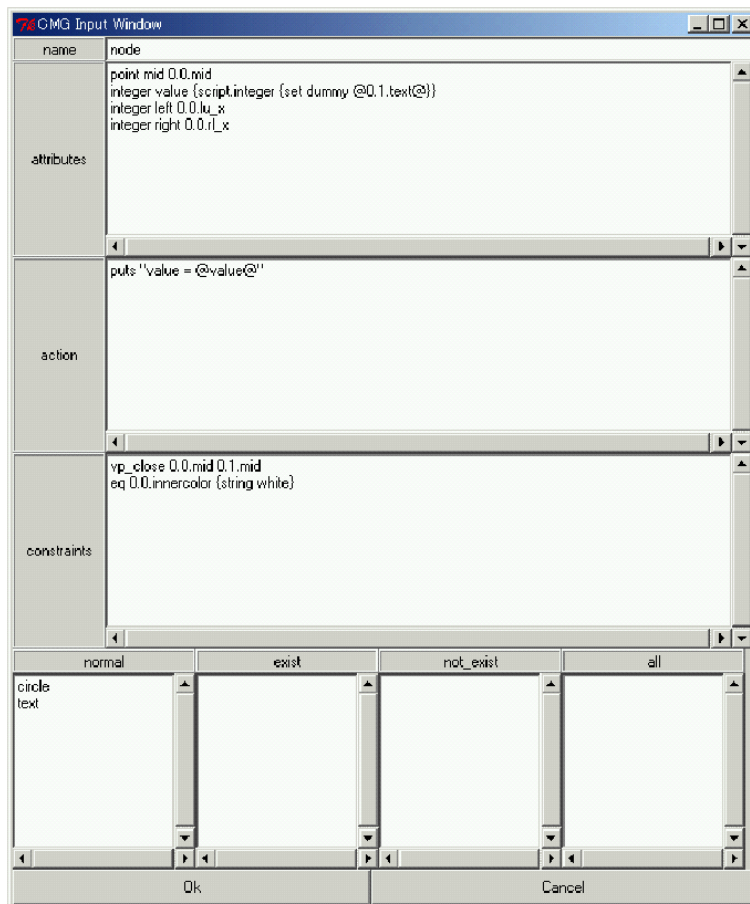 CMG Input Window
name
node
attributes
point mid 0.0.mid
integer value {script.integer {set dummy @0.1.text@}}
integer left 0.0.lu_x
integer right 0.0.rl_x
action
puts "value = @value@"
constraints
vp_close 0.0.mid 0.1.mid
eq 0.0.innercolor {string white}
normal
exist
not_exist
all
circle
text
Ok
Cancel